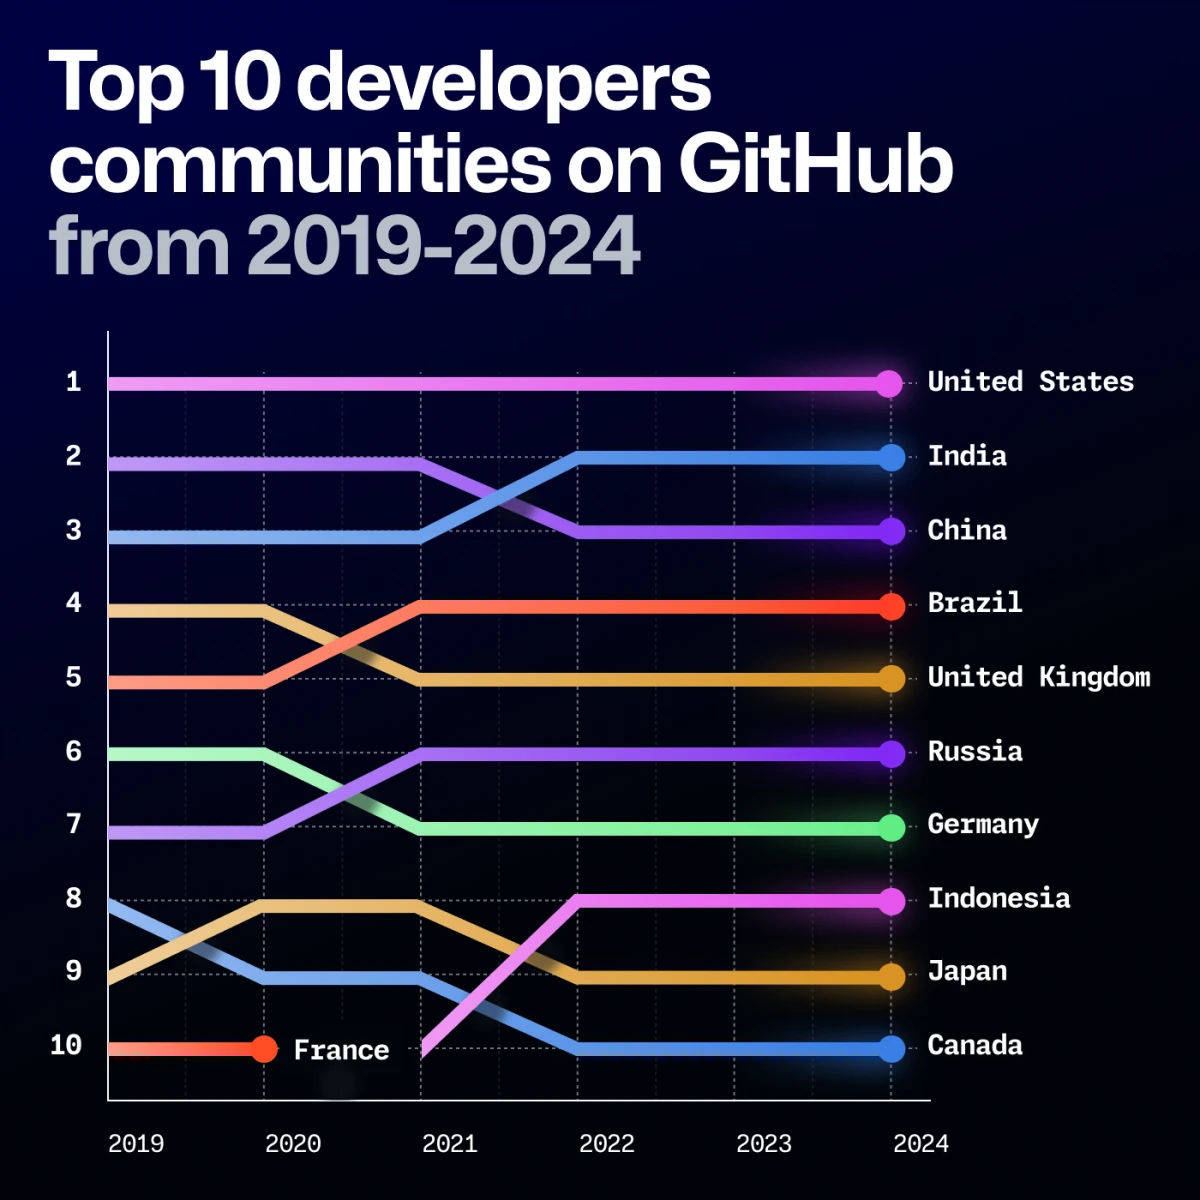 Top 10 developers
communities on GitHub
from 2019-2024
1
United States
2
India
3
China
4
Brazil
5
United Kingdom
6
Russia
7
Germany
8
Indonesia
9
Japan
10
France
Canada
2019 2020 2021 2022 2023 2024